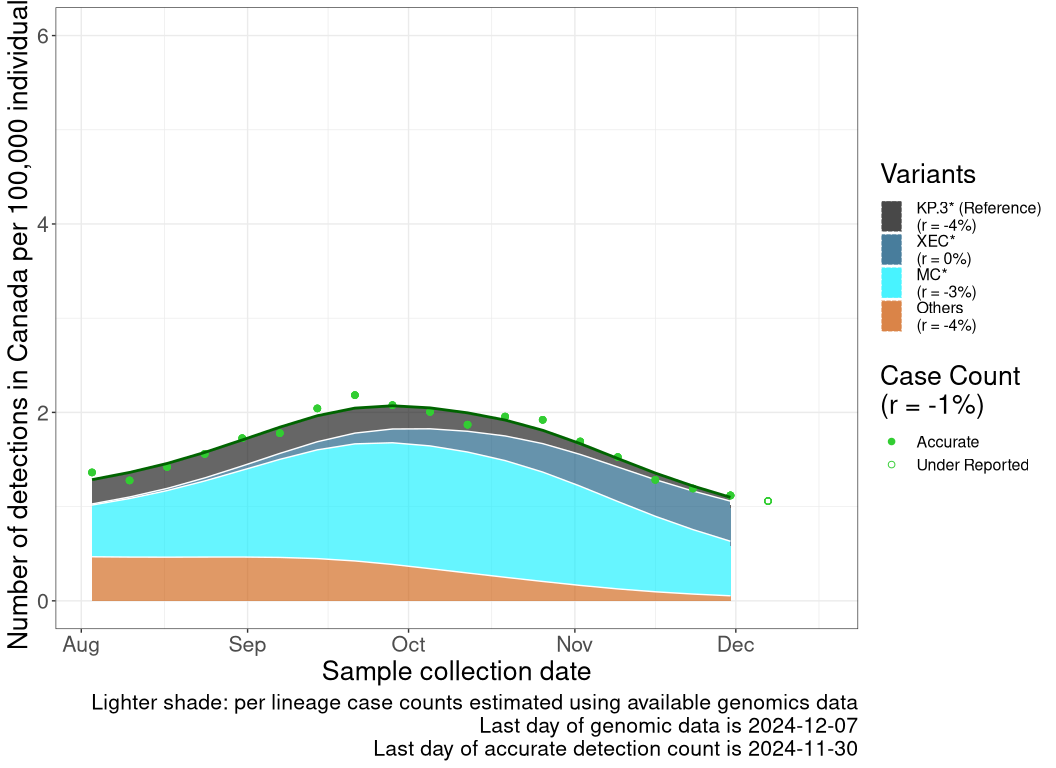 Number of detections in Canada per 100,000 individual
6
4
2
0
Aug Sep Oct Nov Dec
Sample collection date
Lighter shade: per lineage case counts estimated using available genomics data
Last day of genomic data is 2024-12-07
Last day of accurate detection count is 2024-11-30
Variants
KP.3* (Reference)
(r = -4%)
XEC*
(r = 0%)
MC*
(r = -3%)
Others
(r = -4%)
Case Count
(r = -1%)
Accurate
Under Reported